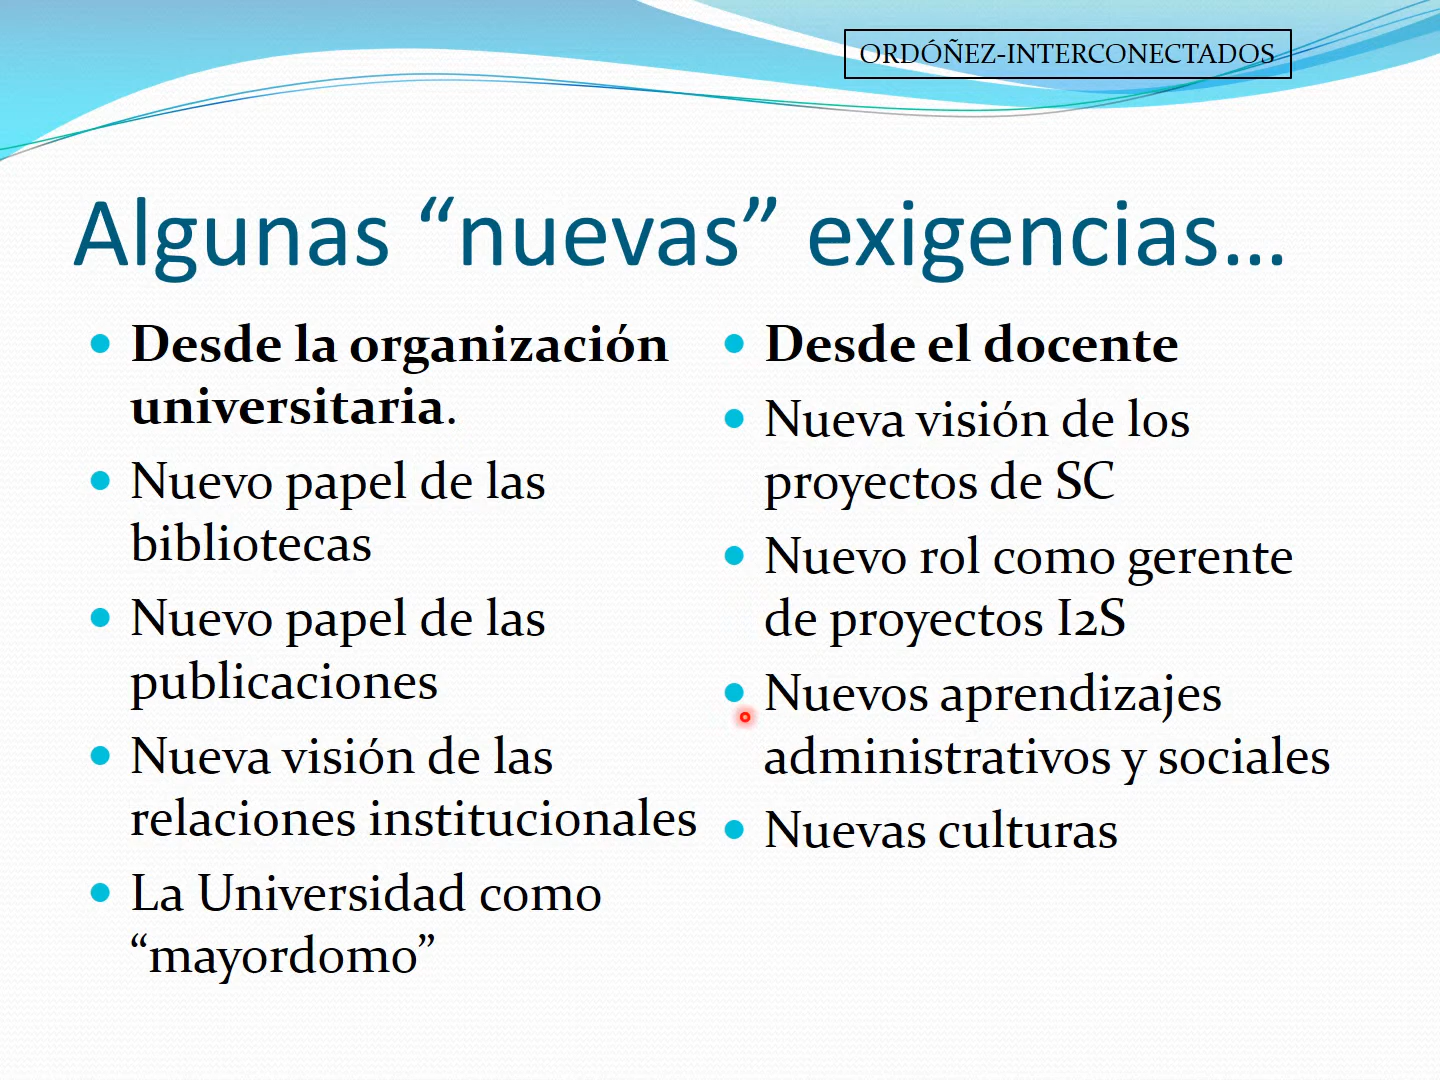 ORDÓÑEZ-INTERCONECTADOS
Algunas “nuevas” exigencias…
Desde la organización
universitaria.
Nuevo papel de las
bibliotecas
Nuevo papel de las
publicaciones
Nueva visión de las
relaciones institucionales
La Universidad como
“mayordomo”
Desde el docente
Nueva visión de los
proyectos de SC
Nuevo rol como gerente
de proyectos I2S
Nuevos aprendizajes
administrativos y sociales
Nuevas culturas